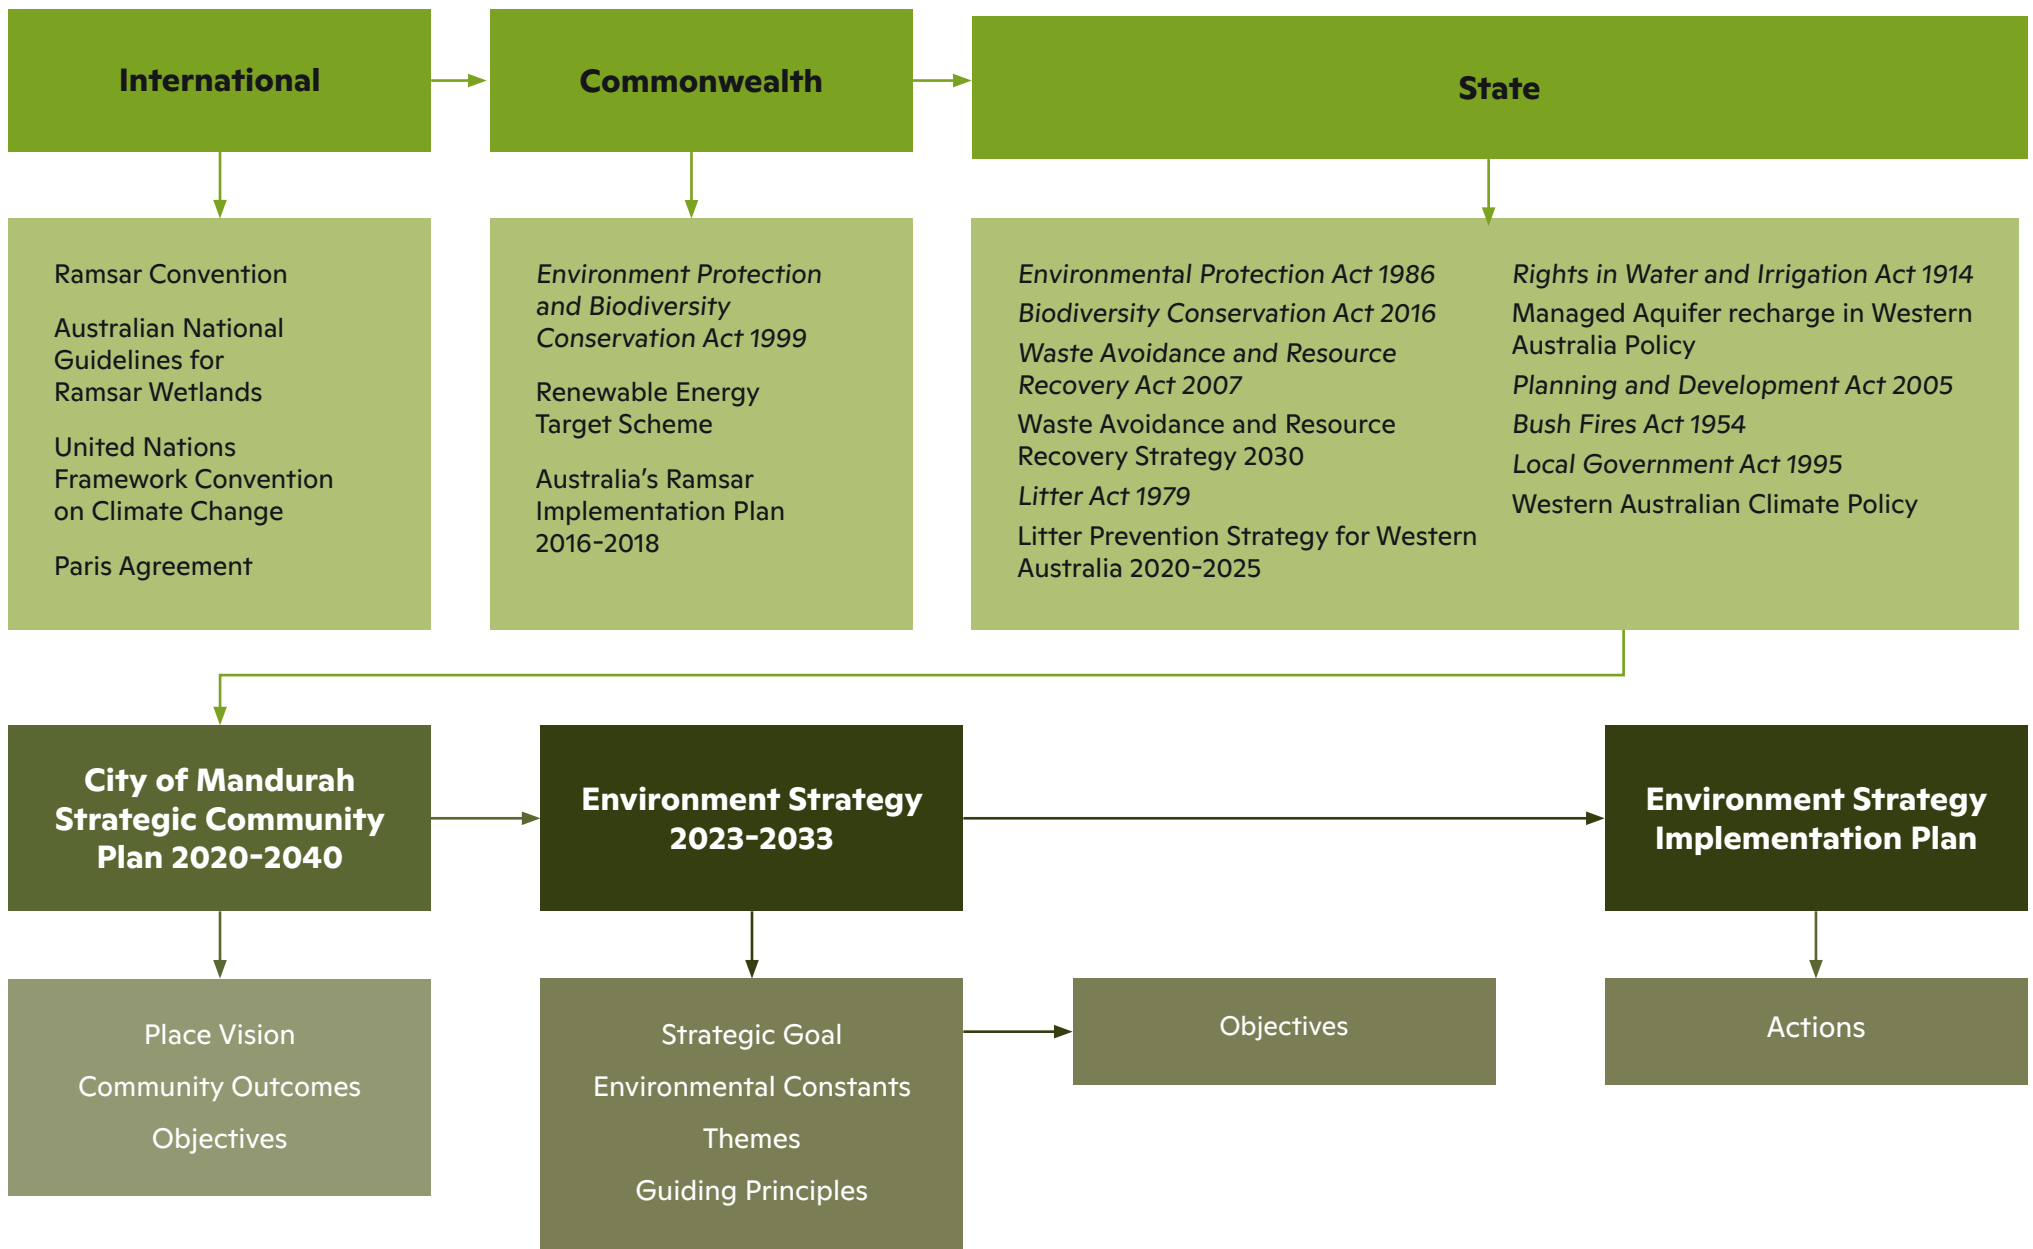 International
Commonwealth
State
Ramsar Convention
Australian National
Guidelines for
Ramsar Wetlands
United Nations
Framework Convention
on Climate Change
Paris Agreement
Environment Protection
and Biodiversity
Conservation Act 1999
Renewable Energy
Target Scheme
Australia’s Ramsar
Implementation Plan
2016-2018
Environmental Protection Act 1986
Biodiversity Conservation Act 2016
Waste Avoidance and Resource
Recovery Act 2007
Waste Avoidance and Resource
Recovery Strategy 2030
Litter Act 1979
Litter Prevention Strategy for Western
Australia 2020-2025
Rights in Water and Irrigation Act 1914
Managed Aquifer recharge in Western
Australia Policy
Planning and Development Act 2005
Bush Fires Act 1954
Local Government Act 1995
Western Australian Climate Policy
City of Mandurah
Strategic Community
Plan 2020-2040
Environment Strategy
2023-2033
Environment Strategy
Implementation Plan
Place Vision
Community Outcomes
Objectives
Strategic Goal
Environmental Constants
Themes
Guiding Principles
Objectives
Actions